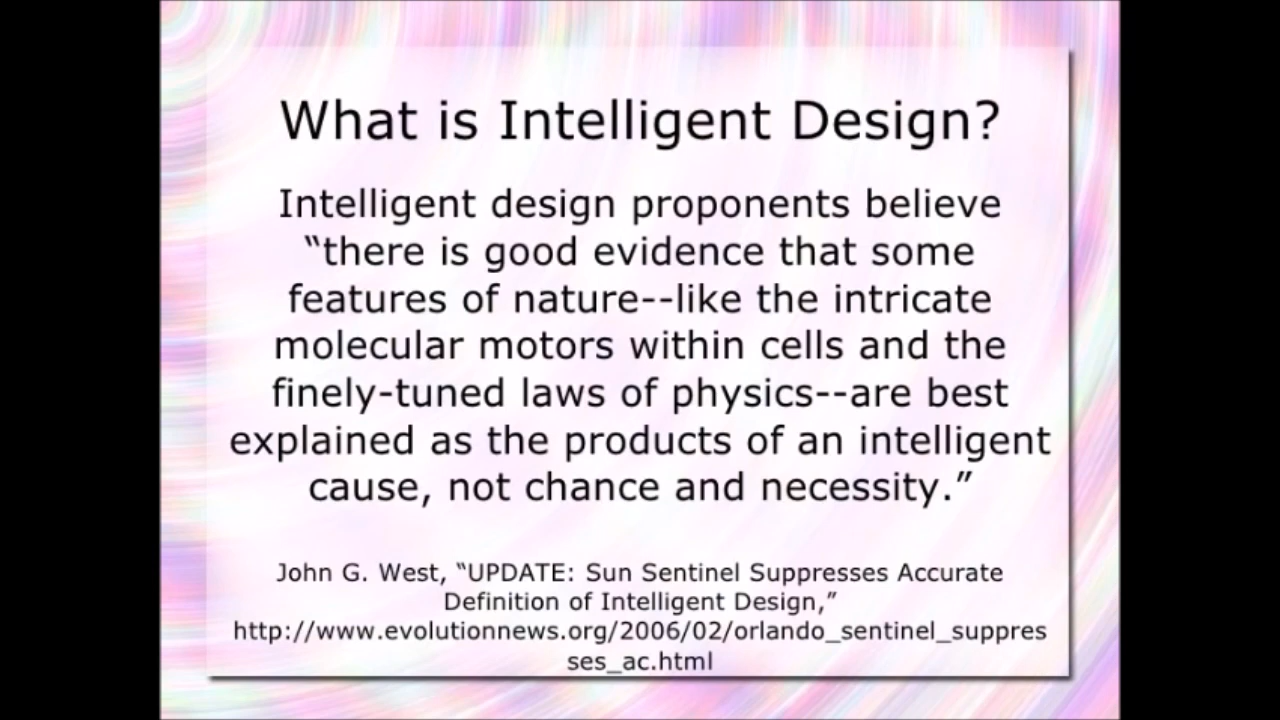 What is Intelligent Design?
Intelligent design proponents believe
“there is good evidence that some
features of nature--like the intricate
molecular motors within cells and the
finely-tuned laws of physics--are best
explained as the products of an intelligent
cause, not chance and necessity.”
John G. West, “UPDATE: Sun Sentinel Suppresses Accurate
Definition of Intelligent Design,”
http://www.evolutionnews.org/2006/02/orlando_sentinel_suppres
ses_ac.html